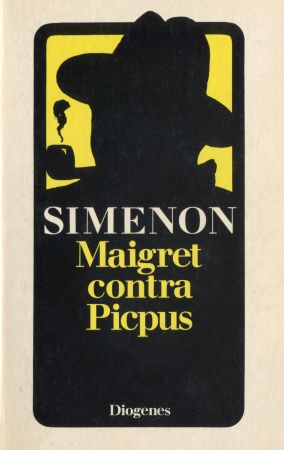 SIMENON
Maigret
contra
Picpus
Diogenes